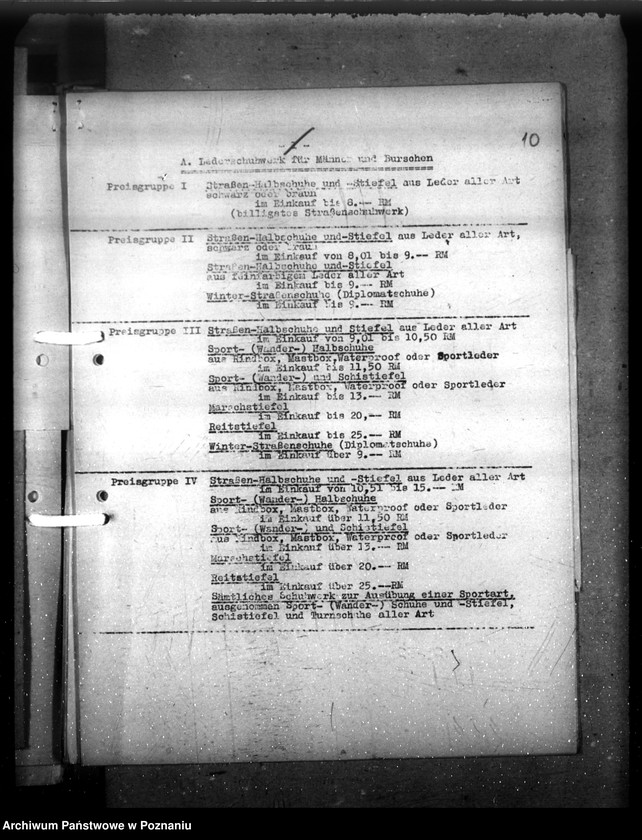 10
A. Lederschuhwerk für Männer und Burschen
Preisgruppe I Straßen-Halbschuhe und -Stiefel aus Leder aller Art
schwarz oder braun
im Einkauf bis 8.-- RM
(billigstes Straßenschuhwerk)
Preisgruppe II Straßen-Halbschuhe und-Stiefel aus Leder aller Art,
schwarz oder braun
im Einkauf von 8,01 bis 9.-- RM
Straßen-Halbschuhe und-Stiefel
aus feinfarbigem Leder aller Art
im Einkauf bis 9.-- RM
Winter-Straßenschuhe (Diplomatschuhe)
im Einkauf bis 9.-- RM
Preisgruppe III Straßen-Halbschuhe und Stiefel aus Leder aller Art
im Einkauf von 9,01 bis 10,50 RM
Sport- (Wander-) Halbschuhe
aus Rindbox, Mastbox,Waterproof oder Sportleder
im Einkauf bis 11,50 RM
Sport- (Wander-) und Schistiefel
aus Rindbox, Mastbox, Waterproof oder Sportleder
im Einkauf bis 13.-- RM
Marschstiefel
im Einkauf bis 20,-- RM
Reitstiefel
im Einkauf bis 25.-- RM
Winter-Straßenschuhe (Diplomatschuhe)
im Einkauf über 9.-- RM
Preisgruppe IV Straßen-Halbschuhe und -Stiefel aus Leder aller Art
im Einkauf von 10,51 bis 15.-- RM
Sport- (Wander-) Halbschuhe
aus Rindbox, Mastbox, Waterproof oder Sportleder
im Einkauf über 11,50 RM
Sport- (Wander-) und Schistiefel
aus Rindbox, Mastbox, Waterproof oder Sportleder
im Einkauf über 13.-- RM
Marschstiefel
im Einkauf über 20.-- RM
Reitstiefel
im Einkauf über 25.--RM
Sämtliches Schuhwerk zur Ausübung einer Sportart,
ausgenommen Sport- (Wander-) Schuhe und -Stiefel,
Schistiefel und Turnschuhe aller Art
Archiwum Państwowe w Poznaniu